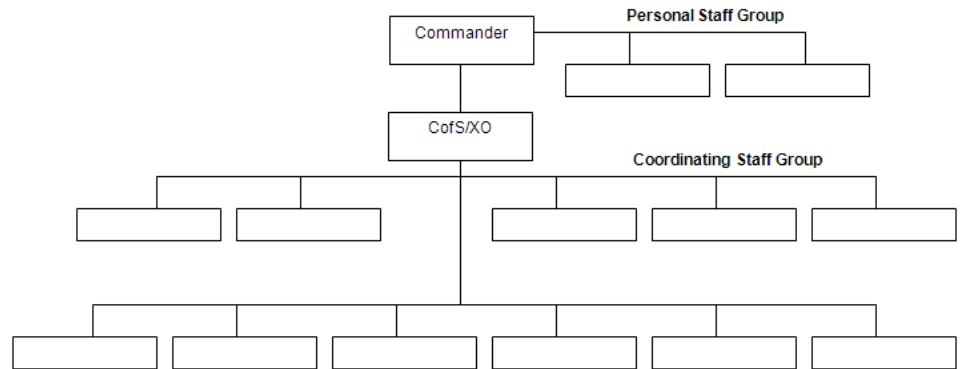 Personal Staff Group
Commander
CofS/XO
Coordinating Staff Group